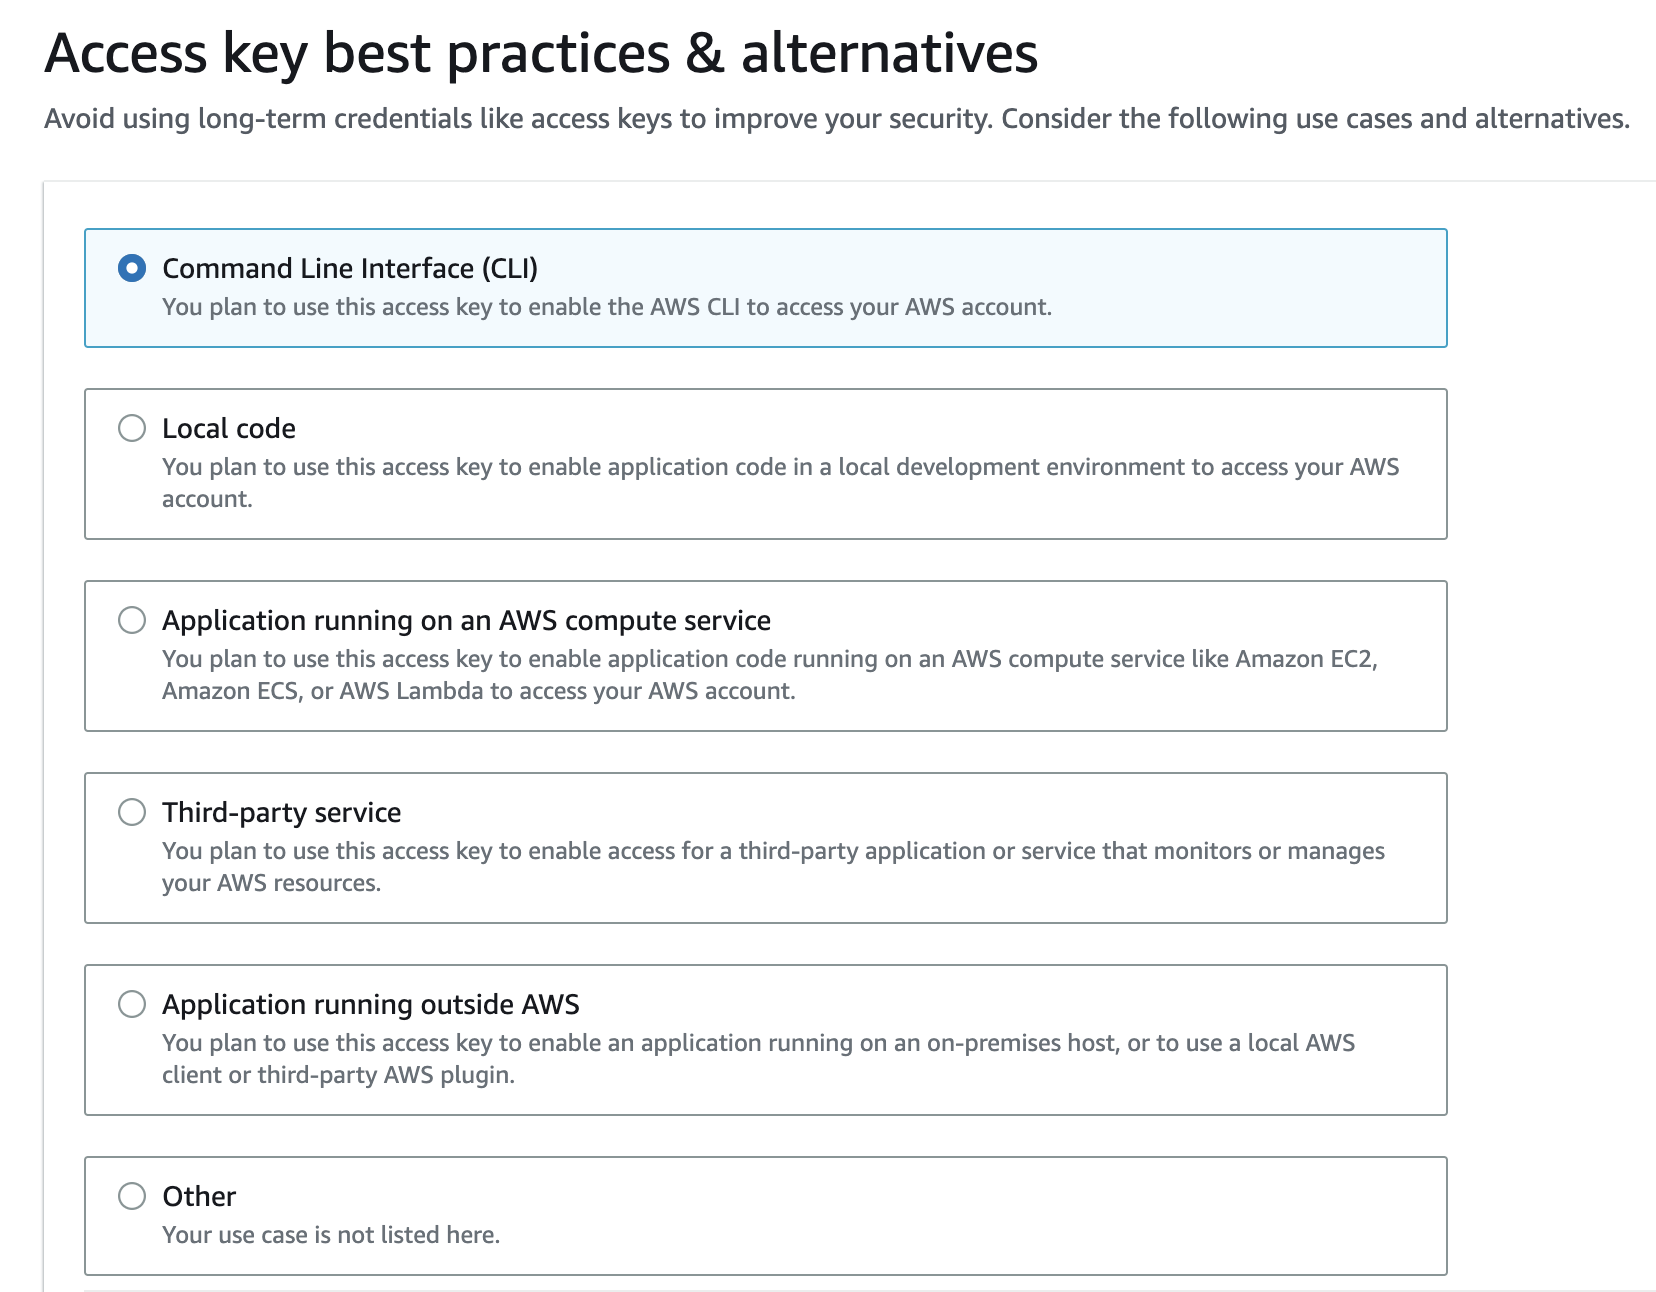 Access key best practices & alternatives
Avoid using long-term credentials like access keys to improve your security. Consider the following use cases and alternatives.
Command Line Interface (CLI)
You plan to use this access key to enable the AWS CLI to access your AWS account.
Local code
You plan to use this access key to enable application code in a local development environment to access your AWS
account.
Application running on an AWS compute service
You plan to use this access key to enable application code running on an AWS compute service like Amazon EC2,
Amazon ECS, or AWS Lambda to access your AWS account.
Third-party service
You plan to use this access key to enable access for a third-party application or service that monitors or manages
your AWS resources.
Application running outside AWS
You plan to use this access key to enable an application running on an on-premises host, or to use a local AWS
client or third-party AWS plugin.
Other
Your use case is not listed here.